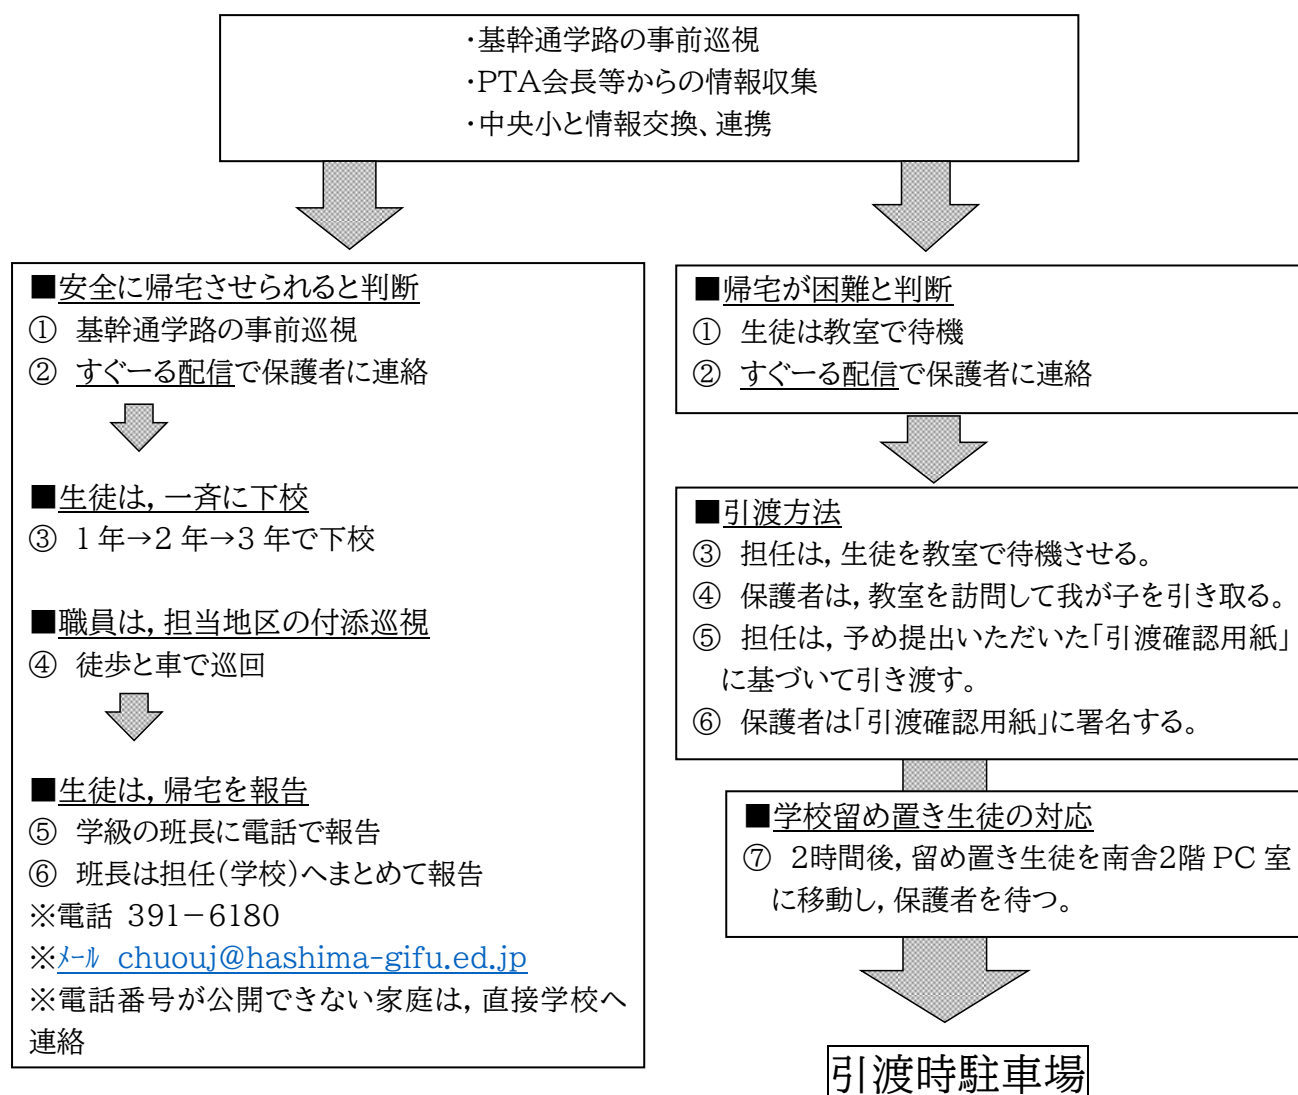 ・基幹通学路の事前巡視
・PTA会長等からの情報収集
・中央小と情報交換、連携
■安全に帰宅させられると判断
① 基幹通学路の事前巡視
② すぐーる配信で保護者に連絡
■生徒は，一斉に下校
③ 1年→2年→3年で下校
■職員は，担当地区の付添巡視
④ 徒歩と車で巡回
■生徒は，帰宅を報告
⑤ 学級の班長に電話で報告
⑥ 班長は担任(学校)へまとめて報告
※電話 391－6180
※ﾒｰﾙ chuouj@hashima-gifu.ed.jp
※電話番号が公開できない家庭は，直接学校へ
連絡
■帰宅が困難と判断
① 生徒は教室で待機
② すぐーる配信で保護者に連絡
■引渡方法
③ 担任は，生徒を教室で待機させる。
④ 保護者は，教室を訪問して我が子を引き取る。
⑤ 担任は，予め提出いただいた「引渡確認用紙」
に基づいて引き渡す。
⑥ 保護者は「引渡確認用紙」に署名する。
■学校留め置き生徒の対応
⑦ 2時間後，留め置き生徒を南舎2階 PC 室
に移動し，保護者を待つ。
引渡時駐車場